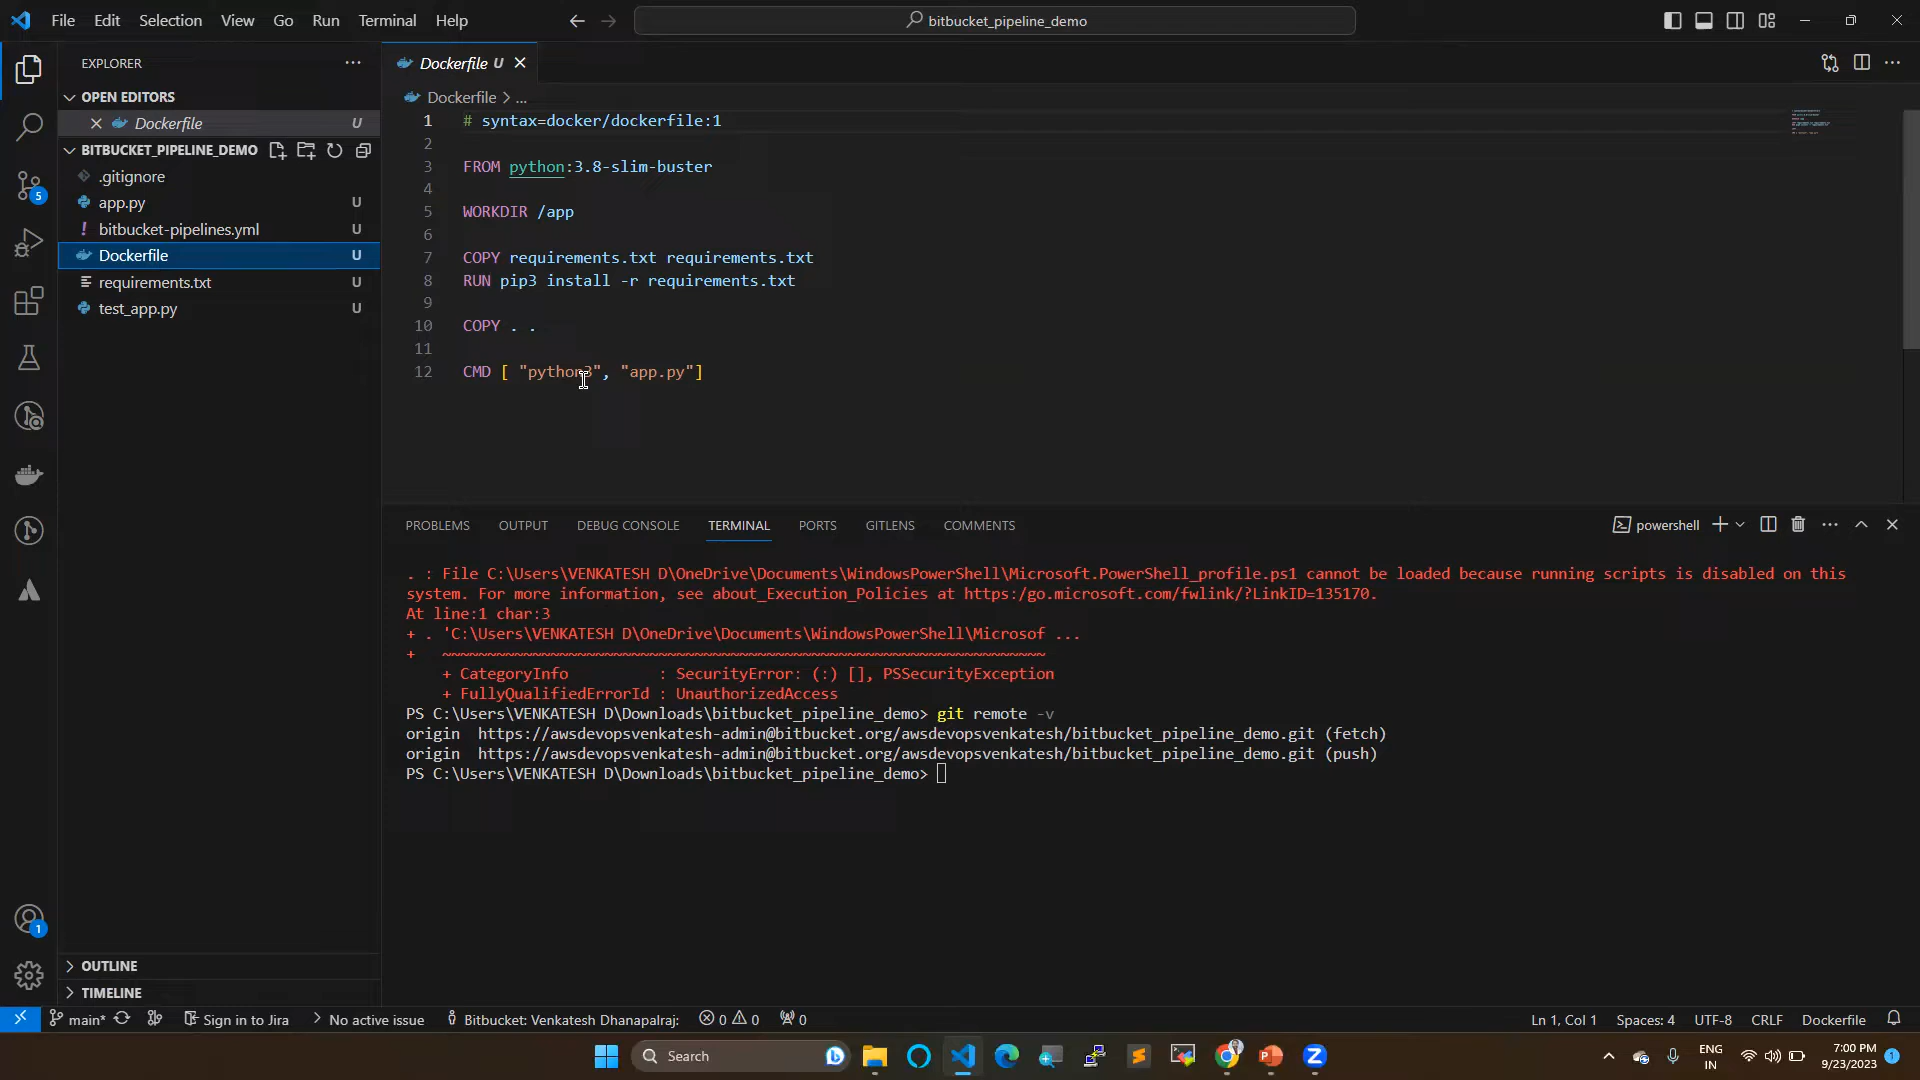 File Edit Selection View Go Run Terminal Help
bitbucket_pipeline_demo
EXPLORER
OPEN EDITORS
Dockerfile U
BITBUCKET_PIPELINE_DEMO
.gitignore
app.py U
bitbucket-pipelines.yml U
Dockerfile U
requirements.txt U
test_app.py U
5
1
OUTLINE
TIMELINE
Dockerfile U
Dockerfile > ...
1 # syntax=docker/dockerfile:1
2
3 FROM python:3.8-slim-buster
4
5 WORKDIR /app
6
7 COPY requirements.txt requirements.txt
8 RUN pip3 install -r requirements.txt
9
10 COPY . .
11
12 CMD [ "python3", "app.py"]
PROBLEMS OUTPUT DEBUG CONSOLE TERMINAL PORTS GITLENS COMMENTS
powershell
. : File C:\Users\VENKATESH D\OneDrive\Documents\WindowsPowerShell\Microsoft.PowerShell_profile.ps1 cannot be loaded because running scripts is disabled on this
system. For more information, see about_Execution_Policies at https:/go.microsoft.com/fwlink/?LinkID=135170.
At line:1 char:3
+ . 'C:\Users\VENKATESH D\OneDrive\Documents\WindowsPowerShell\Microsof ...
+ ~~~~~~~~~~~~~~~~~~~~~~~~~~~~~~~~~~~~~~~~~~~~~~~~~~~~~~~~~~~~~~~~~~~
+ CategoryInfo : SecurityError: (:) [], PSSecurityException
+ FullyQualifiedErrorId : UnauthorizedAccess
PS C:\Users\VENKATESH D\Downloads\bitbucket_pipeline_demo> git remote -v
origin https://awsdevopsvenkatesh-admin@bitbucket.org/awsdevopsvenkatesh/bitbucket_pipeline_demo.git (fetch)
origin https://awsdevopsvenkatesh-admin@bitbucket.org/awsdevopsvenkatesh/bitbucket_pipeline_demo.git (push)
PS C:\Users\VENKATESH D\Downloads\bitbucket_pipeline_demo>
main* Sign in to Jira No active issue Bitbucket: Venkatesh Dhanapalraj: 0 0 0
Ln 1, Col 1 Spaces: 4 UTF-8 CRLF Dockerfile
Search
ENG
IN
7:00 PM
9/23/2023
1